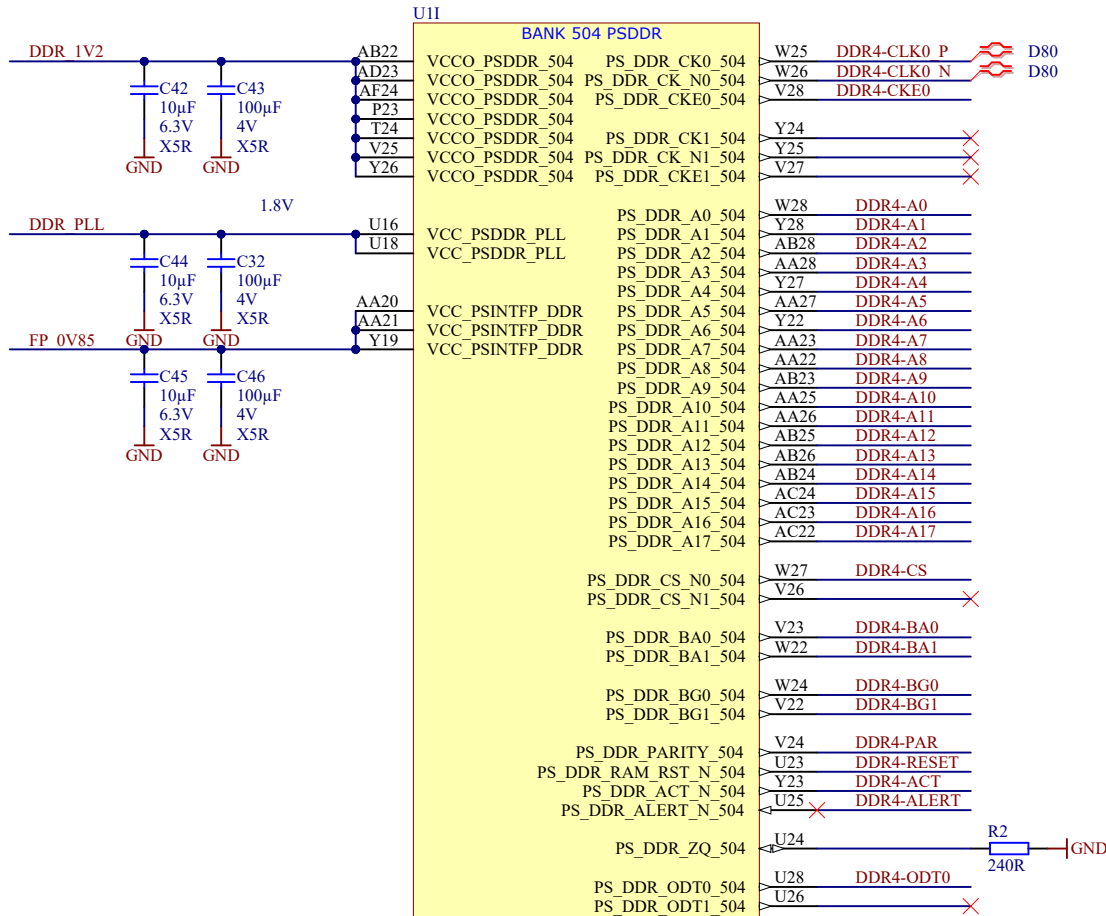 U1I
BANK 504 PSDDR
DDR_1V2
AB22 VCCO_PSDDR_504
AD23 VCCO_PSDDR_504
AF24 VCCO_PSDDR_504
P23 VCCO_PSDDR_504
T24 VCCO_PSDDR_504
V25 VCCO_PSDDR_504
Y26 VCCO_PSDDR_504
C42
10µF
6.3V
X5R
GND
C43
100µF
4V
X5R
GND
1.8V
DDR_PLL
U16 VCC_PSDDR_PLL
U18 VCC_PSDDR_PLL
C44
10µF
6.3V
X5R
GND
C32
100µF
4V
X5R
GND
AA20 VCC_PSINTFP_DDR
AA21 VCC_PSINTFP_DDR
FP_0V85
Y19 VCC_PSINTFP_DDR
C45
10µF
6.3V
X5R
GND
C46
100µF
4V
X5R
GND
PS_DDR_CK0_504 W25 DDR4-CLK0_P D80
PS_DDR_CK_N0_504 W26 DDR4-CLK0_N D80
PS_DDR_CKE0_504 V28 DDR4-CKE0
PS_DDR_CK1_504 Y24
PS_DDR_CK_N1_504 Y25
PS_DDR_CKE1_504 V27
PS_DDR_A0_504 W28 DDR4-A0
PS_DDR_A1_504 Y28 DDR4-A1
PS_DDR_A2_504 AB28 DDR4-A2
PS_DDR_A3_504 AA28 DDR4-A3
PS_DDR_A4_504 Y27 DDR4-A4
PS_DDR_A5_504 AA27 DDR4-A5
PS_DDR_A6_504 Y22 DDR4-A6
PS_DDR_A7_504 AA23 DDR4-A7
PS_DDR_A8_504 AA22 DDR4-A8
PS_DDR_A9_504 AB23 DDR4-A9
PS_DDR_A10_504 AA25 DDR4-A10
PS_DDR_A11_504 AA26 DDR4-A11
PS_DDR_A12_504 AB25 DDR4-A12
PS_DDR_A13_504 AB26 DDR4-A13
PS_DDR_A14_504 AB24 DDR4-A14
PS_DDR_A15_504 AC24 DDR4-A15
PS_DDR_A16_504 AC23 DDR4-A16
PS_DDR_A17_504 AC22 DDR4-A17
PS_DDR_CS_N0_504 W27 DDR4-CS
PS_DDR_CS_N1_504 V26
PS_DDR_BA0_504 V23 DDR4-BA0
PS_DDR_BA1_504 W22 DDR4-BA1
PS_DDR_BG0_504 W24 DDR4-BG0
PS_DDR_BG1_504 V22 DDR4-BG1
PS_DDR_PARITY_504 V24 DDR4-PAR
PS_DDR_RAM_RST_N_504 U23 DDR4-RESET
PS_DDR_ACT_N_504 Y23 DDR4-ACT
PS_DDR_ALERT_N_504 U25 DDR4-ALERT
PS_DDR_ZQ_504 U24
R2
240R
GND
PS_DDR_ODT0_504 U28 DDR4-ODT0
PS_DDR_ODT1_504 U26